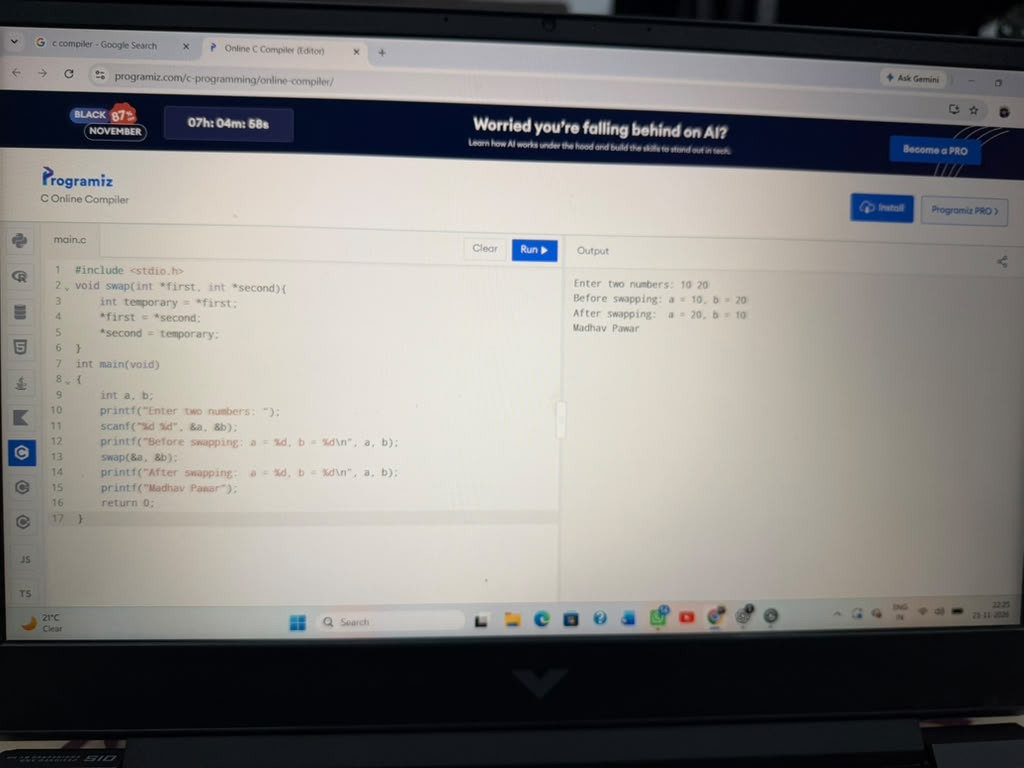 c compiler - Google Search
Online C Compiler (Editor)
programiz.com/c-programming/online-compiler/
Ask Gemini
BLACK 87%
NOVEMBER
07h: 04m: 58s
Worried you're falling behind on AI?
Learn how AI works under the hood and build the skills to stand out in tech.
Become a PRO
Programiz
C Online Compiler
Install
Programiz PRO >
main.c
Clear
Run
1 #include <stdio.h>
2 void swap(int *first, int *second){
3 int temporary = *first;
4 *first = *second;
5 *second = temporary;
6 }
7 int main(void)
8 {
9 int a, b;
10 printf("Enter two numbers: ");
11 scanf("%d %d", &a, &b);
12 printf("Before swapping: a = %d, b = %d\n", a, b);
13 swap(&a, &b);
14 printf("After swapping:  a = %d, b = %d\n", a, b);
15 printf("Madhav Pawar");
16 return 0;
17 }
Output
Enter two numbers: 10 20
Before swapping: a = 10, b = 20
After swapping:  a = 20, b = 10
Madhav Pawar
JS
TS
21°C
Clear
Search
ENG
IN
22:25